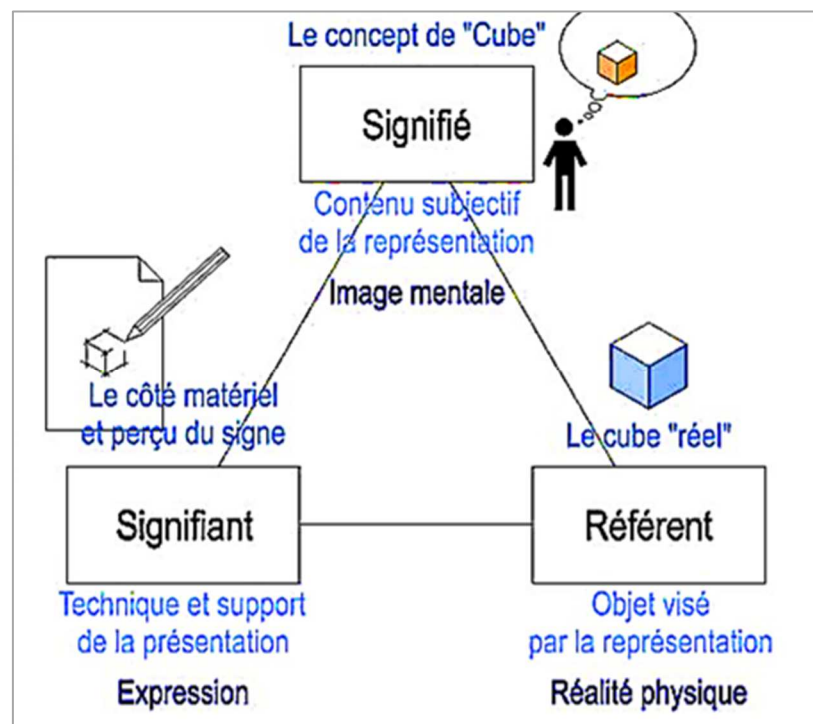 Le concept de "Cube"
Signifié
Contenu subjectif
de la représentation
Image mentale
Le côté matériel
et perçu du signe
Le cube "réel"
Signifiant
Référent
Technique et support
de la présentation
Objet visé
par la représentation
Expression
Réalité physique